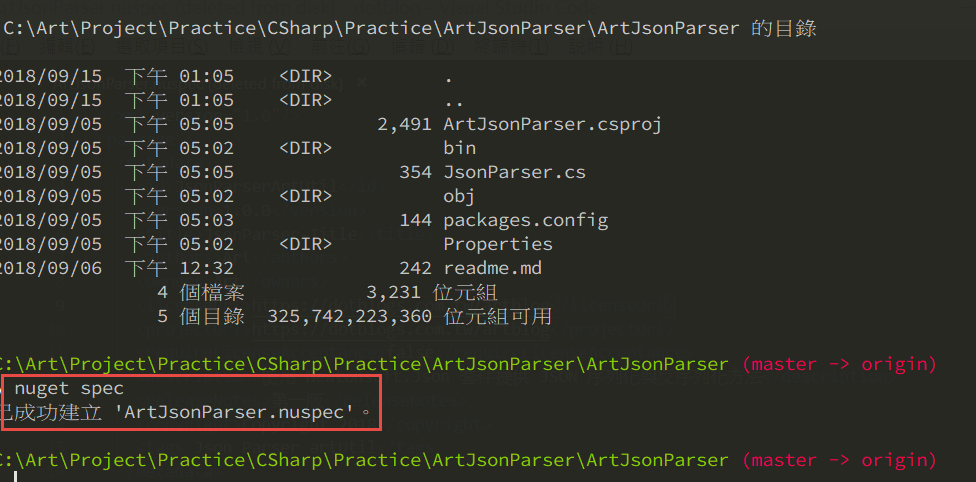 C:\Art\Project\Practice\CSharp\Practice\ArtJsonParser\ArtJsonParser 的目錄
2018/09/15 下午 01:05 <DIR> .
2018/09/15 下午 01:05 <DIR> ..
2018/09/05 下午 05:05 2,491 ArtJsonParser.csproj
2018/09/05 下午 05:02 <DIR> bin
2018/09/05 下午 05:05 354 JsonParser.cs
2018/09/05 下午 05:02 <DIR> obj
2018/09/05 下午 05:03 144 packages.config
2018/09/05 下午 05:02 <DIR> Properties
2018/09/06 下午 12:32 242 readme.md
4 個檔案 3,231 位元組
5 個目錄 325,742,223,360 位元組可用
C:\Art\Project\Practice\CSharp\Practice\ArtJsonParser\ArtJsonParser (master -> origin)
nuget spec
已成功建立 'ArtJsonParser.nuspec'。
C:\Art\Project\Practice\CSharp\Practice\ArtJsonParser\ArtJsonParser (master -> origin)